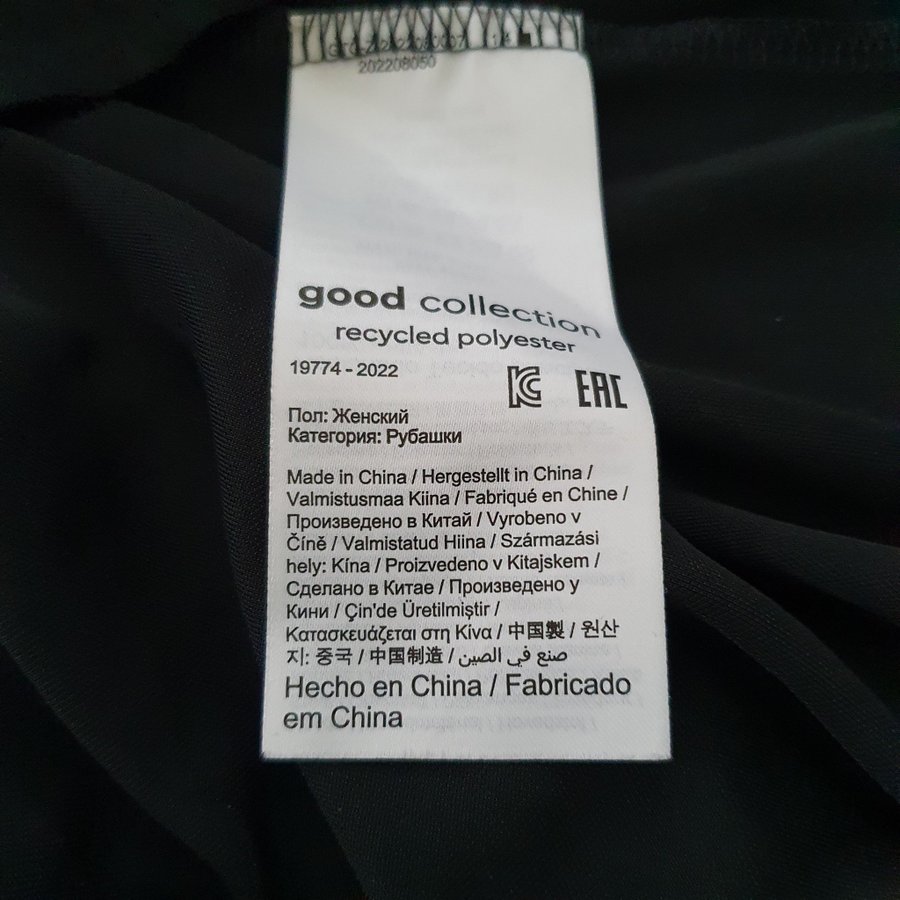 202208050
good collection
recycled polyester
19774 - 2022
EAC
Пол: Женский
Категория: Рубашки
Made in China / Hergestellt in China /
Valmistusmaa Kiina / Fabriqué en Chine /
Произведено в Китай / Vyrobeno v
Číně / Valmistatud Hiina / Származási
hely: Kína / Proizvedeno v Kitajskem /
Сделано в Китае / Произведено у
Кини / Çin'de Üretilmiştir /
Κατασκευάζεται στη Κίνα / 中国製 / 원산
지: 중국 / 中国制造 / صنع في الصين
Hecho en China / Fabricado
em China